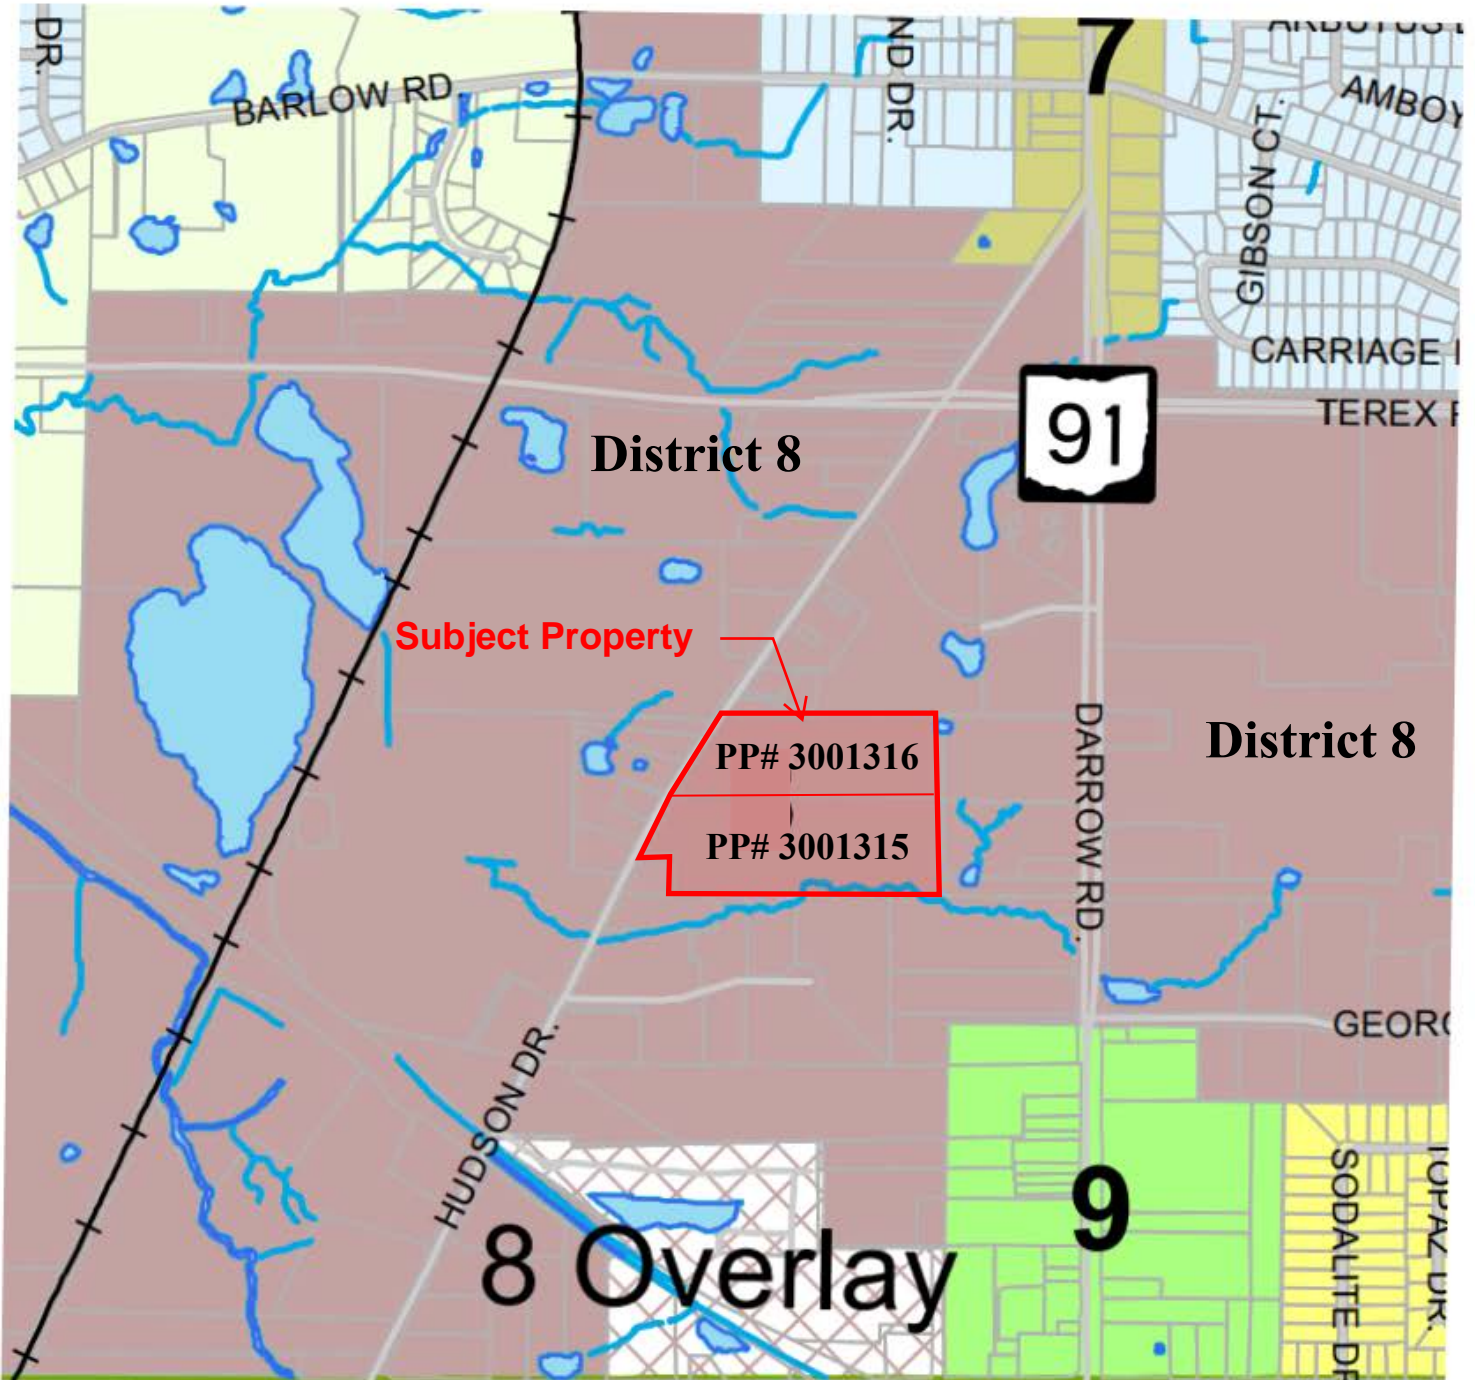 DR.
7
ND DR.
BARLOW RD.
AMBOY
GIBSON CT.
CARRIAGE
TEREX
91
District 8
Subject Property
PP# 3001316
District 8
DARROW RD.
PP# 3001315
GEORG
HUDSON DR.
9
8 Overlay
SODALITE DR
TOPAZ DR.